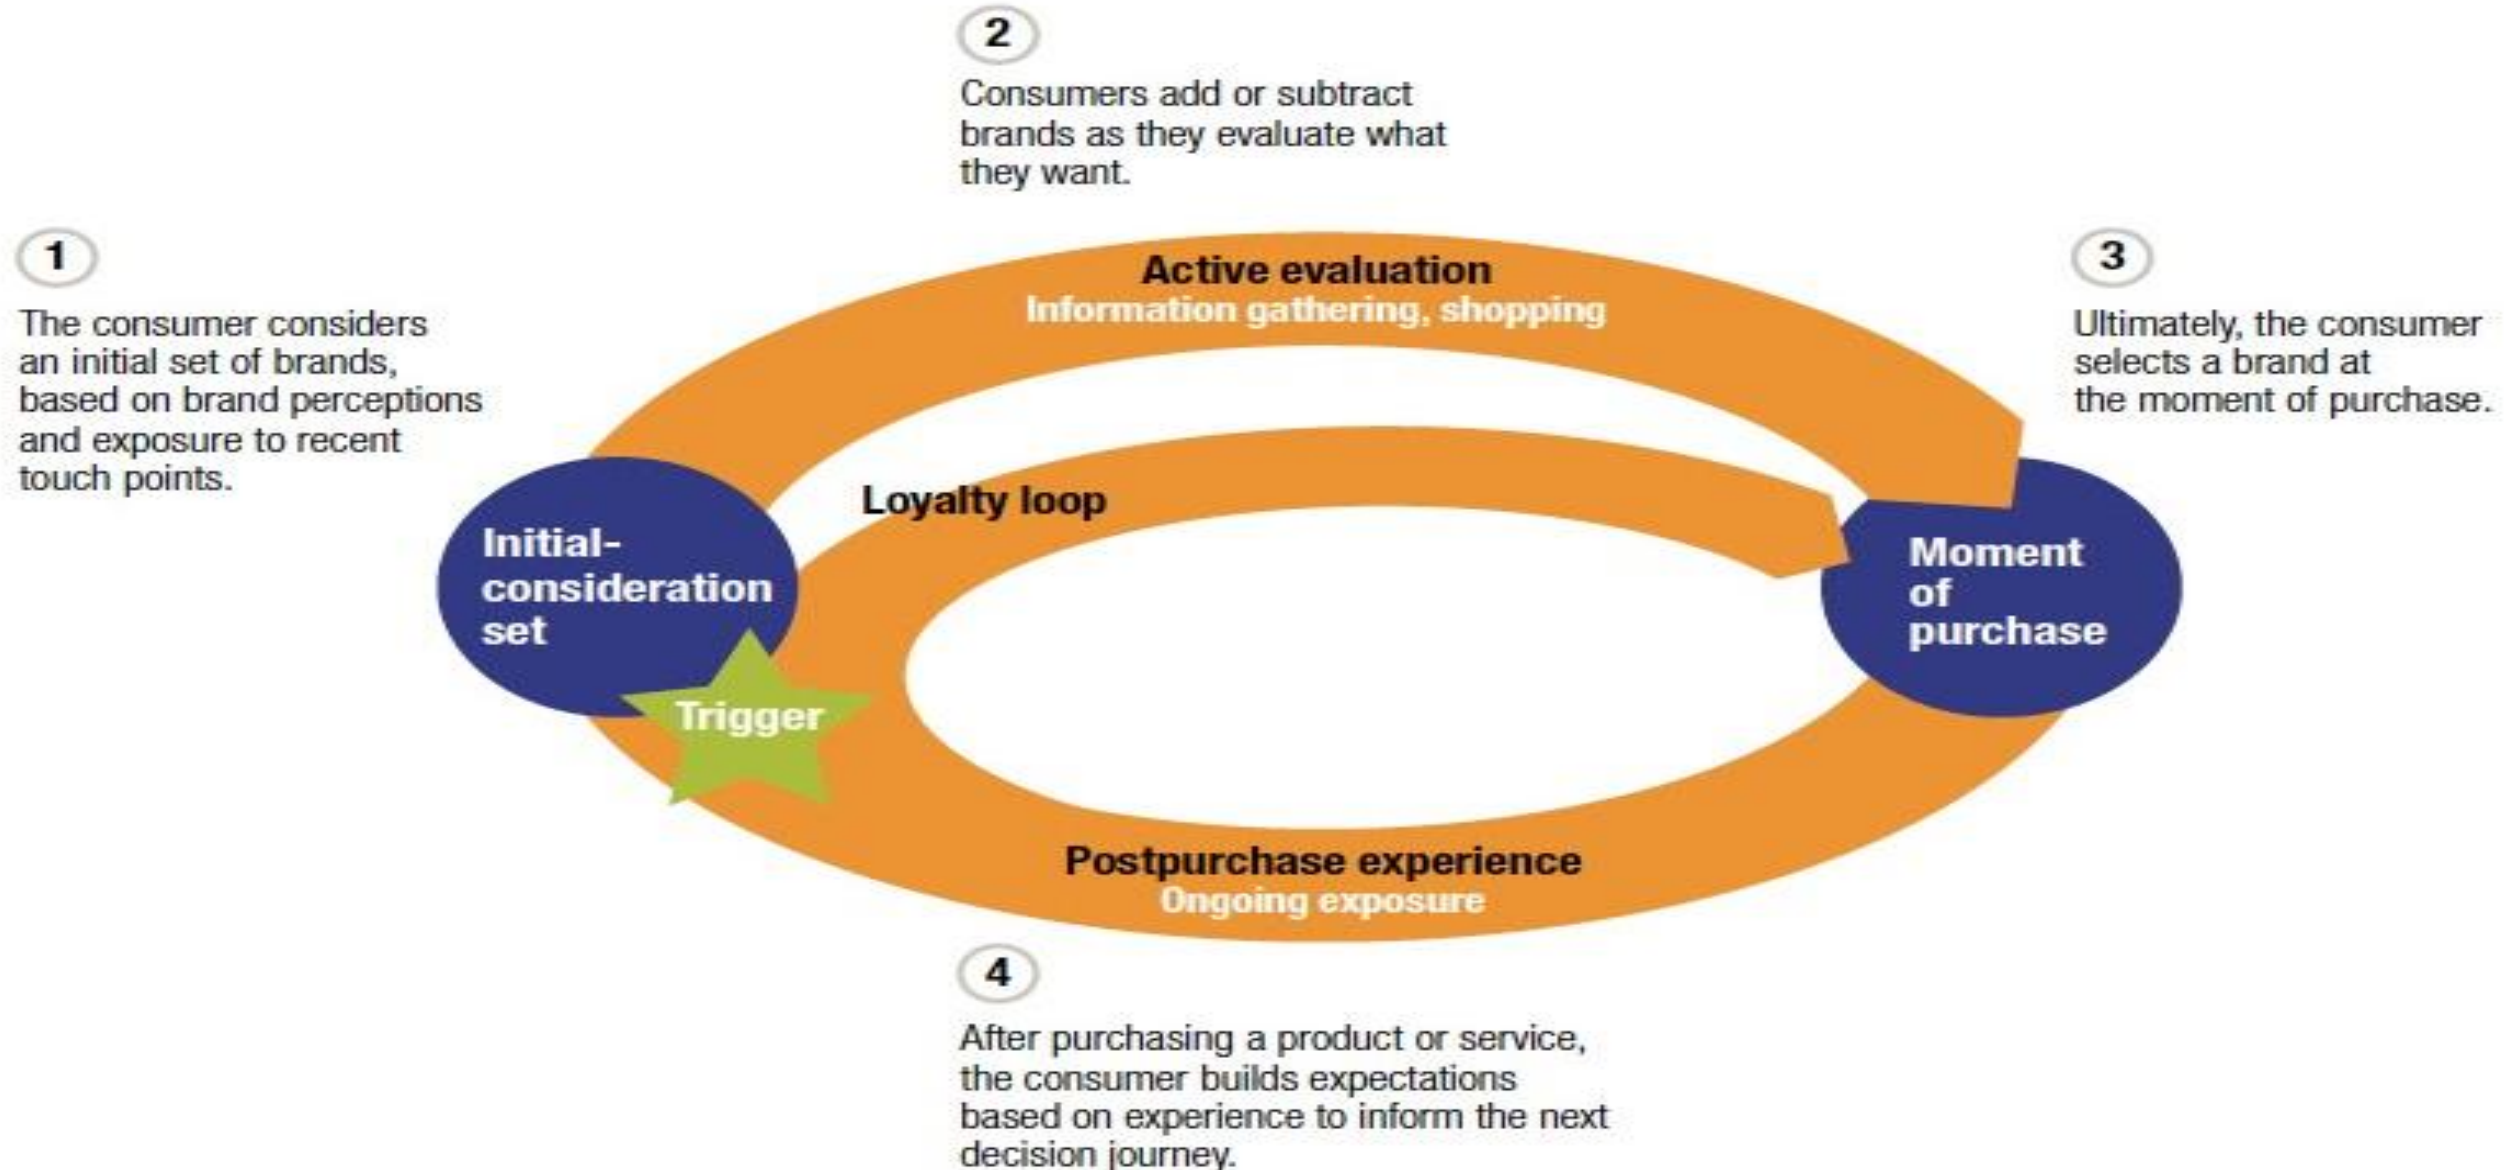 1
The consumer considers
an initial set of brands,
based on brand perceptions
and exposure to recent
touch points.
2
Consumers add or subtract
brands as they evaluate what
they want.
3
Ultimately, the consumer
selects a brand at
the moment of purchase.
Active evaluation
Information gathering, shopping
Loyalty loop
Initial-
consideration
set
Trigger
Moment
of
purchase
Postpurchase experience
Ongoing exposure
4
After purchasing a product or service,
the consumer builds expectations
based on experience to inform the next
decision journey.